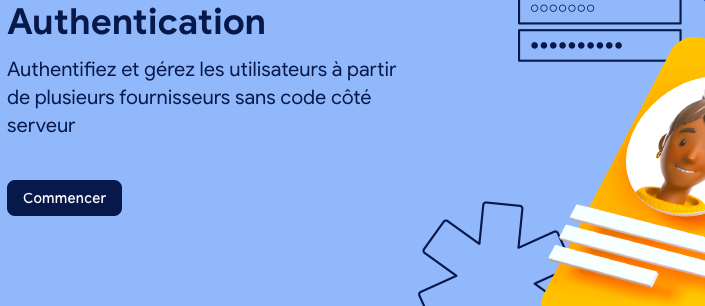 Authentication
Authentifiez et gérez les utilisateurs à partir
de plusieurs fournisseurs sans code côté
serveur
Commencer